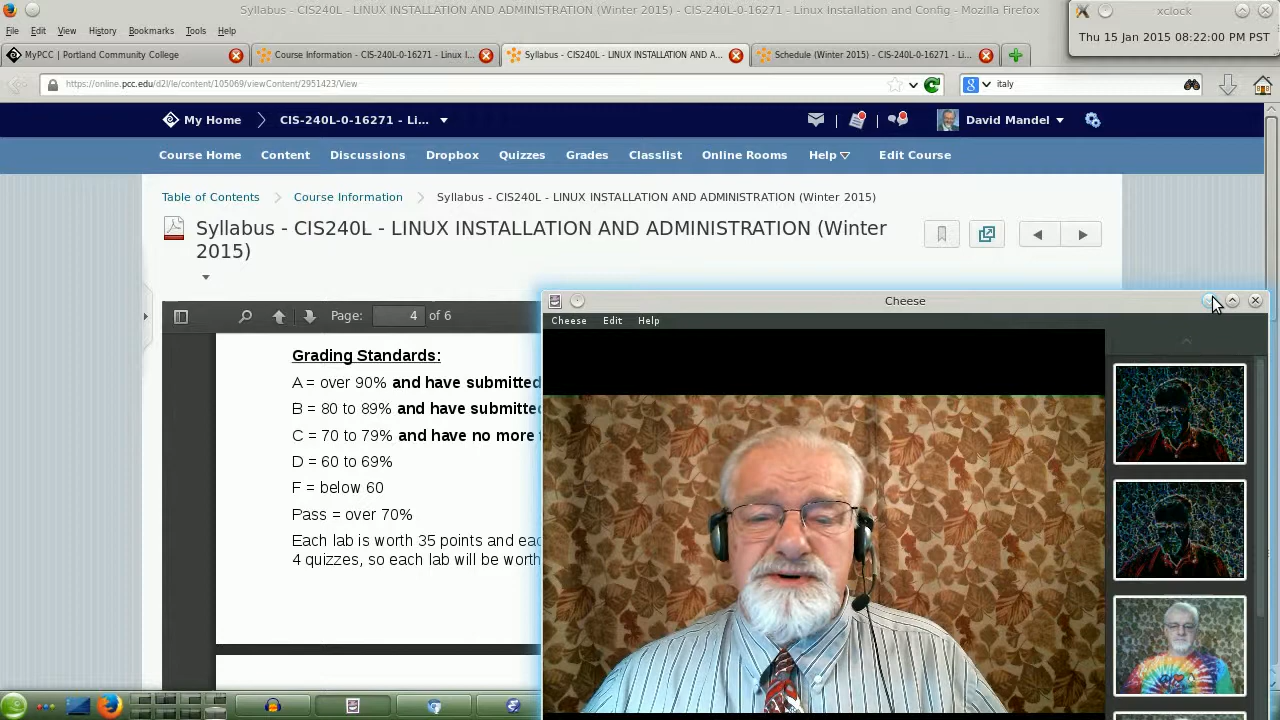 Syllabus - CIS240L - LINUX INSTALLATION AND ADMINISTRATION (Winter 2015) - CIS-240L-0-16271 - Linux Installation and Config - Mozilla Firefox
xclock
File Edit View History Bookmarks Tools Help
Thu 15 Jan 2015 08:22:00 PM PST
MyPCC | Portland Community College
Course Information - CIS-240L-0-16271 - Linux I...
Syllabus - CIS240L - LINUX INSTALLATION AND A...
Schedule (Winter 2015) - CIS-240L-0-16271 - Li...
https://online.pcc.edu/d2l/le/content/105069/viewContent/2951423/View
italy
My Home
CIS-240L-0-16271 - Li...
David Mandel
Course Home Content Discussions Dropbox Quizzes Grades Classlist Online Rooms Help Edit Course
Table of Contents Course Information Syllabus - CIS240L - LINUX INSTALLATION AND ADMINISTRATION (Winter 2015)
Syllabus - CIS240L - LINUX INSTALLATION AND ADMINISTRATION (Winter
2015)
Page: 4 of 6
Cheese
Cheese Edit Help
Grading Standards:
A = over 90% and have submitted
B = 80 to 89% and have submitted
C = 70 to 79% and have no more
D = 60 to 69%
F = below 60
Pass = over 70%
Each lab is worth 35 points and eac
4 quizzes, so each lab will be worth